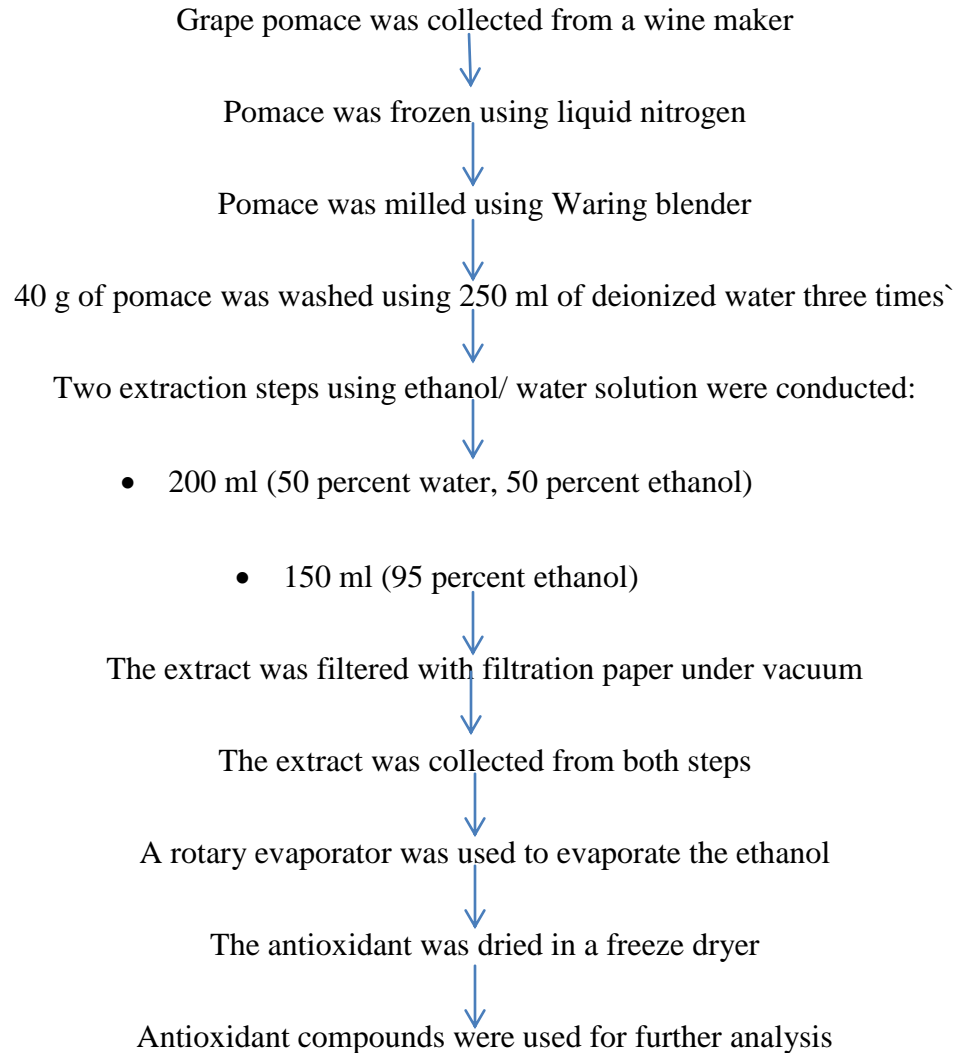 Grape pomace was collected from a wine maker
Pomace was frozen using liquid nitrogen
Pomace was milled using Waring blender
40 g of pomace was washed using 250 ml of deionized water three times`
Two extraction steps using ethanol/ water solution were conducted:
• 200 ml (50 percent water, 50 percent ethanol)
• 150 ml (95 percent ethanol)
The extract was filtered with filtration paper under vacuum
The extract was collected from both steps
A rotary evaporator was used to evaporate the ethanol
The antioxidant was dried in a freeze dryer
Antioxidant compounds were used for further analysis